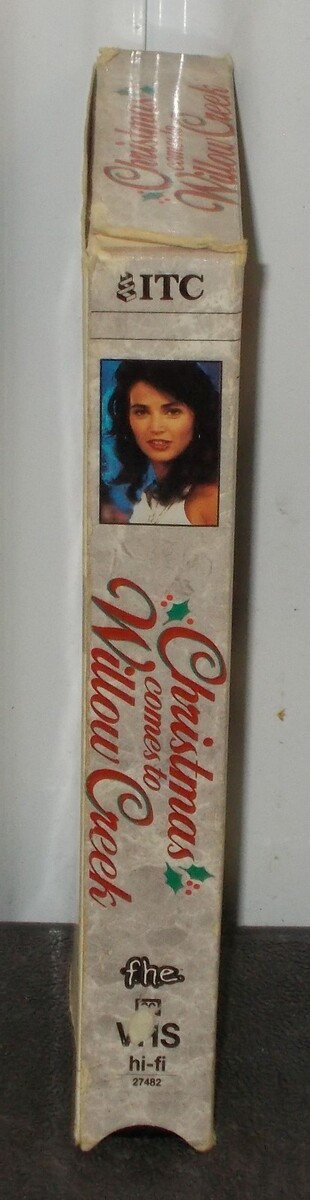 Christmas
comes to
Willow Creek
ITC
Christmas
comes to
Willow Creek
fhe
VHS
hi-fi
27482